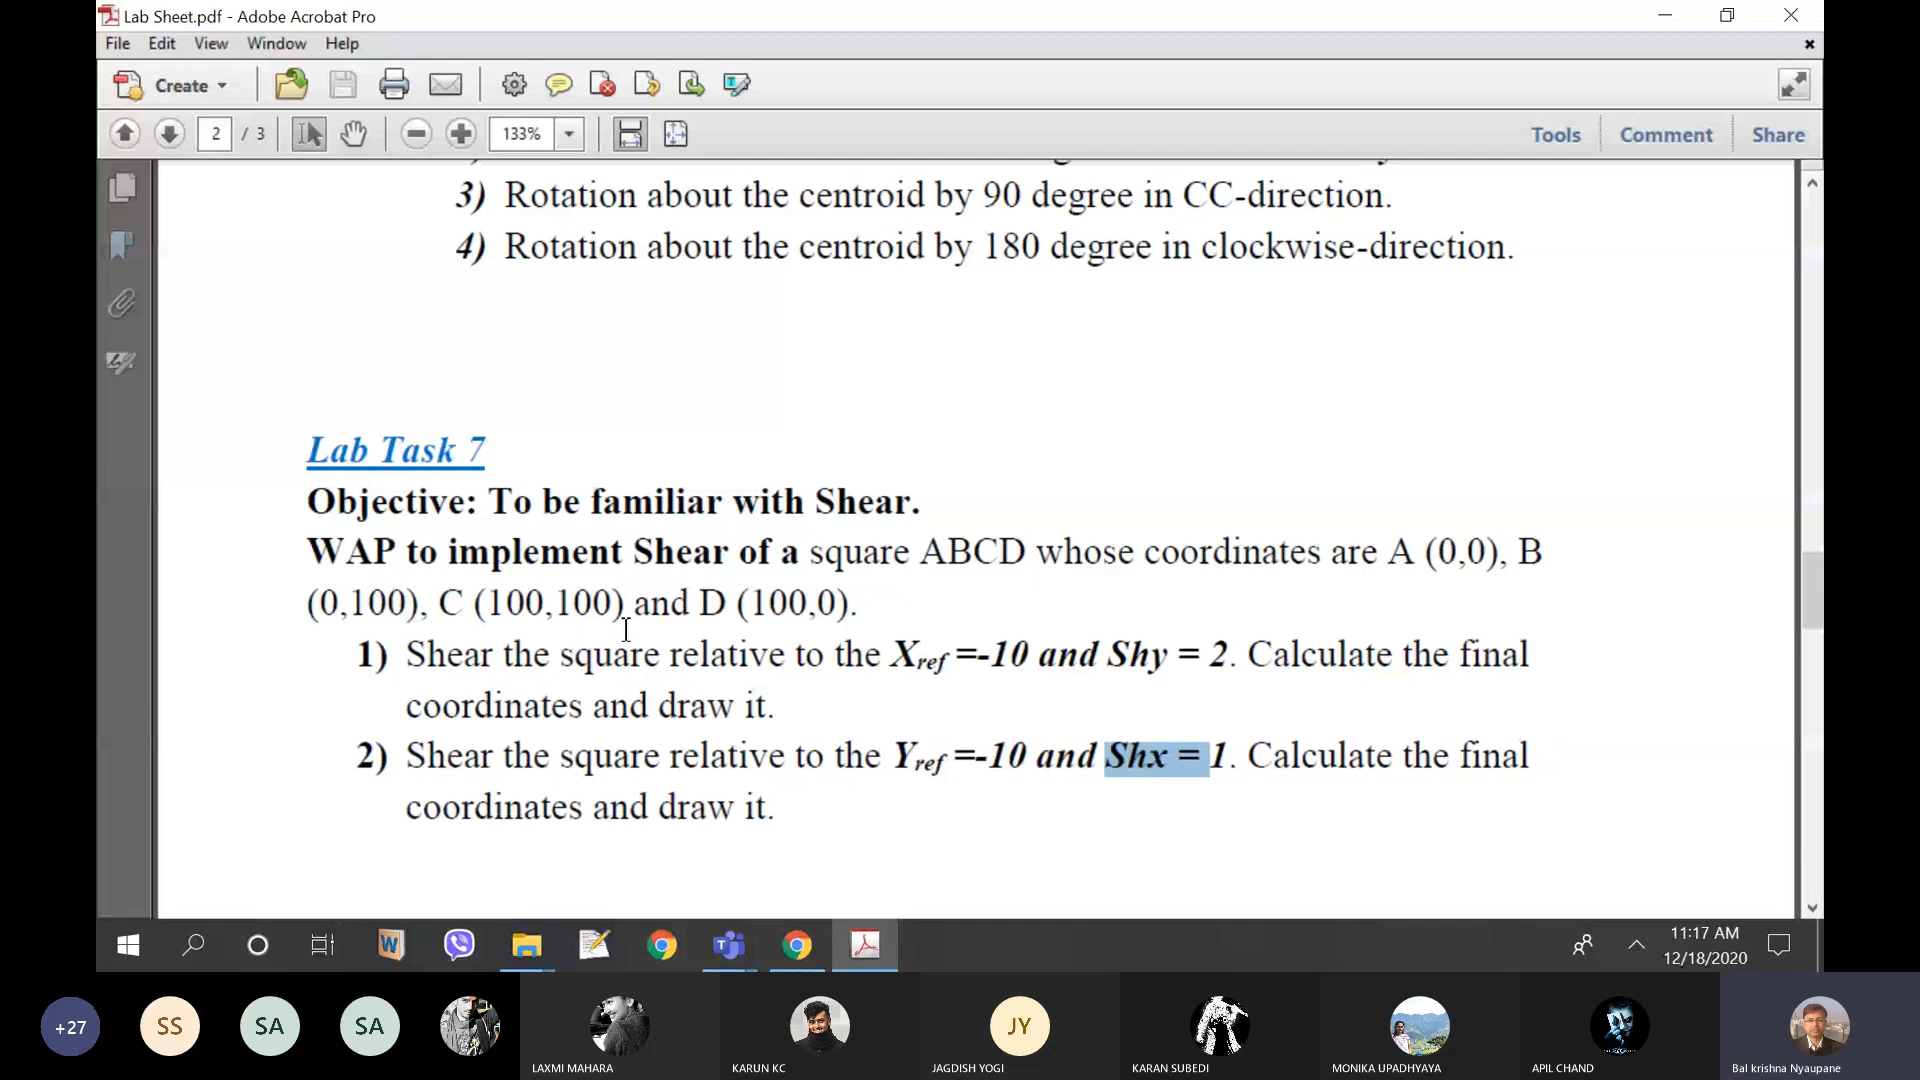 Lab Sheet.pdf - Adobe Acrobat Pro
File Edit View Window Help
Create
2 / 3 133% Tools Comment Share
3) Rotation about the centroid by 90 degree in CC-direction.
4) Rotation about the centroid by 180 degree in clockwise-direction.
Lab Task 7
Objective: To be familiar with Shear.
WAP to implement Shear of a square ABCD whose coordinates are A (0,0), B
(0,100), C (100,100) and D (100,0).
1) Shear the square relative to the Xref =-10 and Shy = 2. Calculate the final
coordinates and draw it.
2) Shear the square relative to the Yref =-10 and Shx = 1. Calculate the final
coordinates and draw it.
11:17 AM
12/18/2020
+27 SS SA SA JY
LAXMI MAHARA KARUN KC JAGDISH YOGI KARAN SUBEDI MONIKA UPADHYAYA APIL CHAND Bal krishna Nyaupane